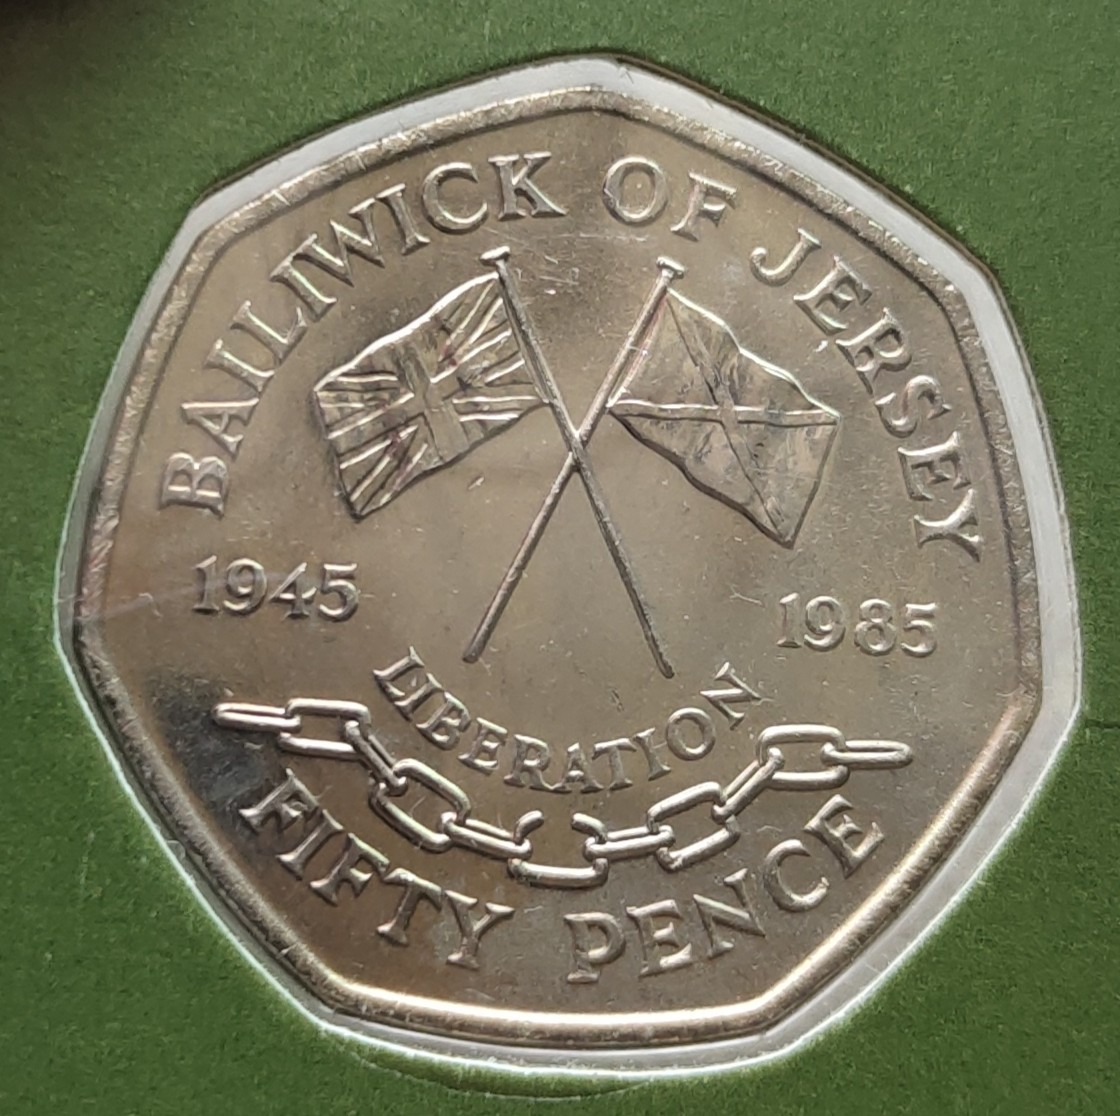 BAILIWICK OF JERSEY
1945
1985
LIBERATION
FIFTY PENCE